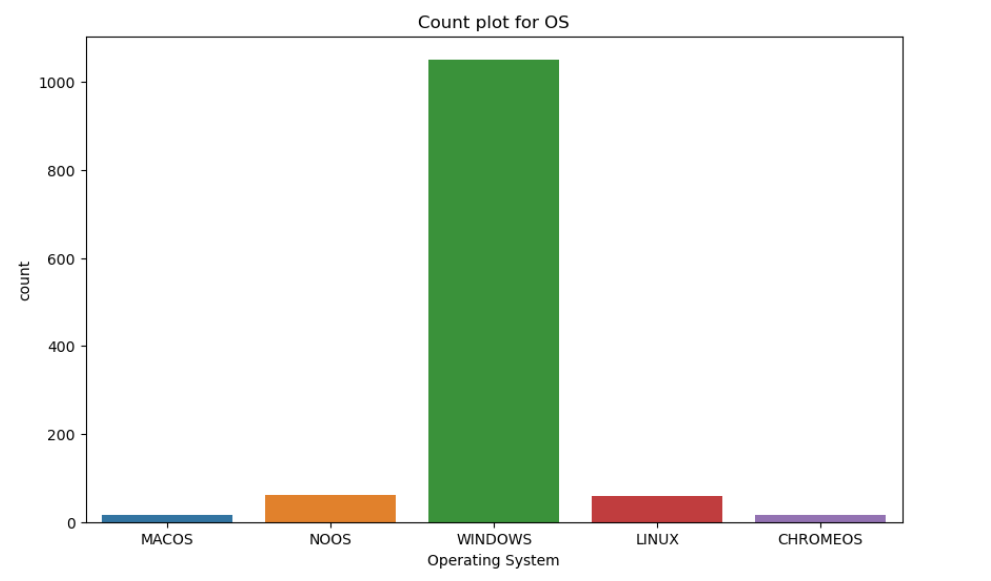 Count plot for OS
1000
800
600
400
200
0
count
MACOS NOOS WINDOWS LINUX CHROMEOS
Operating System